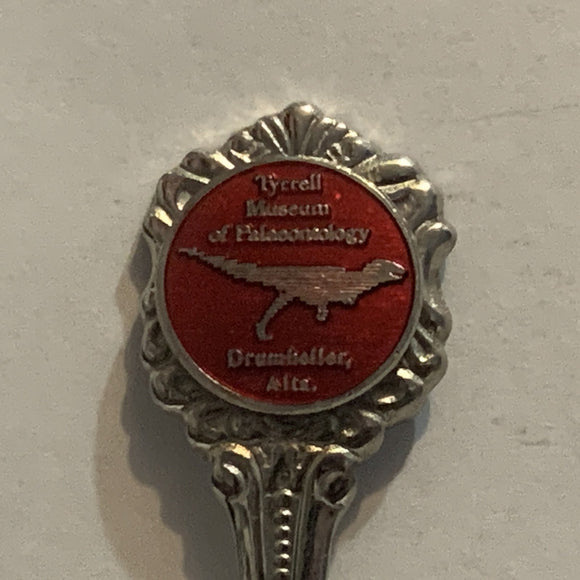 Tyrrell
Museum
of Palaeontology
Drumheller,
Alta.